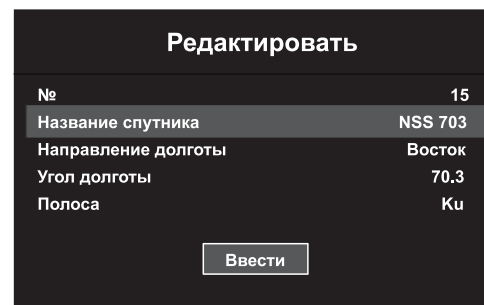 Редактировать
№ 15
Название спутника NSS 703
Направление долготы Восток
Угол долготы 70.3
Полоса Ku
Ввести